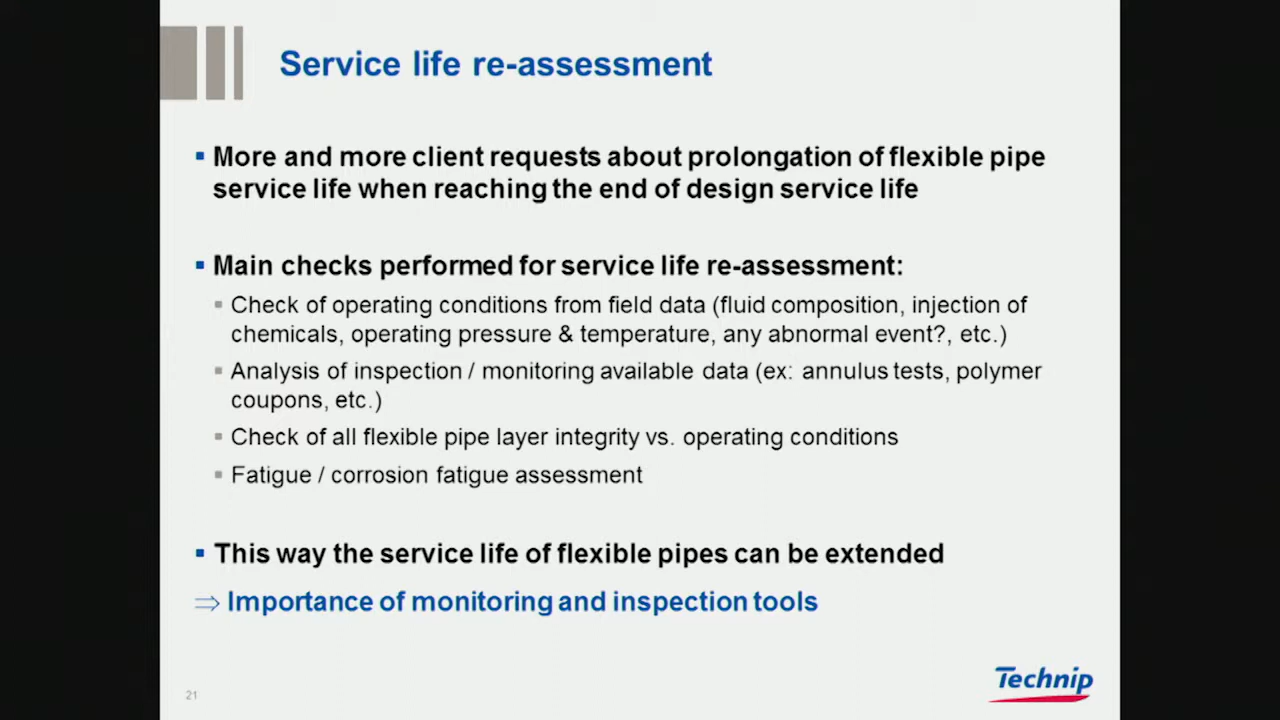 Service life re-assessment
▪ More and more client requests about prolongation of flexible pipe
service life when reaching the end of design service life
▪ Main checks performed for service life re-assessment:
▪ Check of operating conditions from field data (fluid composition, injection of
chemicals, operating pressure & temperature, any abnormal event?, etc.)
▪ Analysis of inspection / monitoring available data (ex: annulus tests, polymer
coupons, etc.)
▪ Check of all flexible pipe layer integrity vs. operating conditions
▪ Fatigue / corrosion fatigue assessment
▪ This way the service life of flexible pipes can be extended
⇒ Importance of monitoring and inspection tools
21
Technip